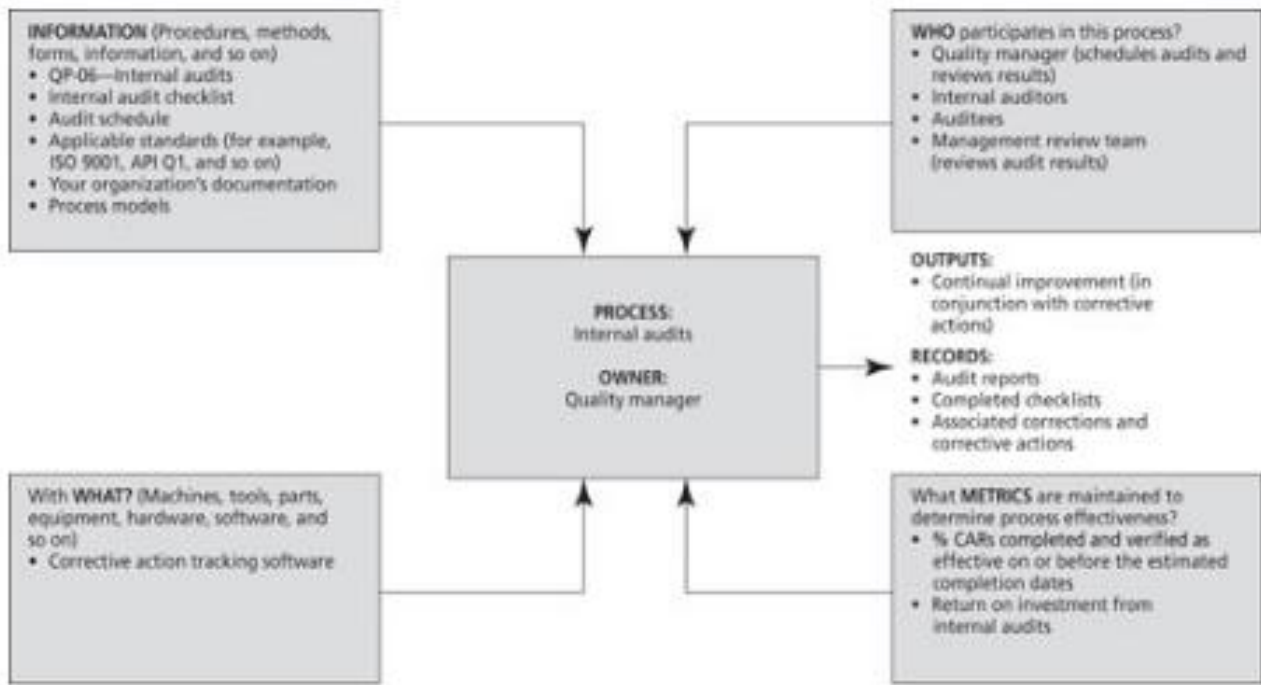 INFORMATION (Procedures, methods,
forms, information, and so on)
• QP-06—Internal audits
• Internal audit checklist
• Audit schedule
• Applicable standards (for example,
ISO 9001, API Q1, and so on)
• Your organization's documentation
• Process models
WHO participates in this process?
• Quality manager (schedules audits and
reviews results)
• Internal auditors
• Auditees
• Management review team
(reviews audit results)
PROCESS:
Internal audits
OWNER:
Quality manager
OUTPUTS:
• Continual improvement (in
conjunction with corrective
actions)
RECORDS:
• Audit reports
• Completed checklists
• Associated corrections and
corrective actions
With WHAT? (Machines, tools, parts,
equipment, hardware, software, and
so on)
• Corrective action tracking software
What METRICS are maintained to
determine process effectiveness?
• % CARs completed and verified as
effective on or before the estimated
completion dates
• Return on investment from
internal audits